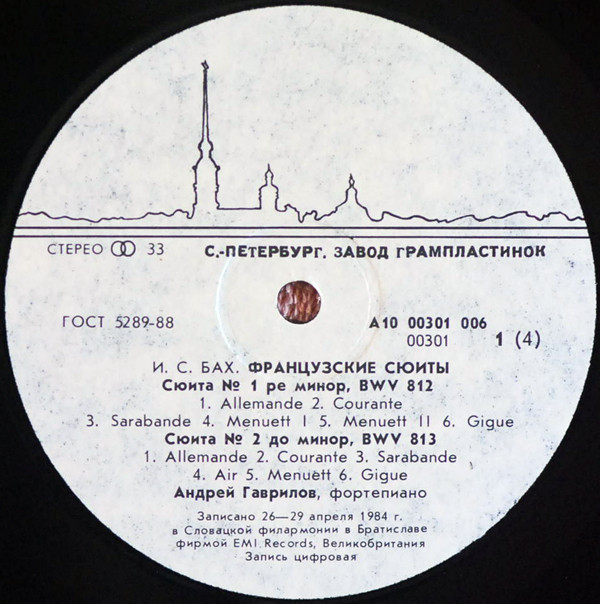 СТЕРЕО 33 С.-ПЕТЕРБУРГ. ЗАВОД ГРАМПЛАСТИНОК
ГОСТ 5289-88 А10 00301 006
00301 1 (4)
И. С. БАХ. ФРАНЦУЗСКИЕ СЮИТЫ
Сюита № 1 ре минор, BWV 812
1. Allemande 2. Courante
3. Sarabande 4. Menuett I 5. Menuett II 6. Gigue
Сюита № 2 до минор, BWV 813
1. Allemande 2. Courante 3. Sarabande
4. Air 5. Menuett 6. Gigue
Андрей Гаврилов, фортепиано
Записано 26—29 апреля 1984 г.
в Словацкой филармонии в Братиславе
фирмой EMI Records, Великобритания
Запись цифровая